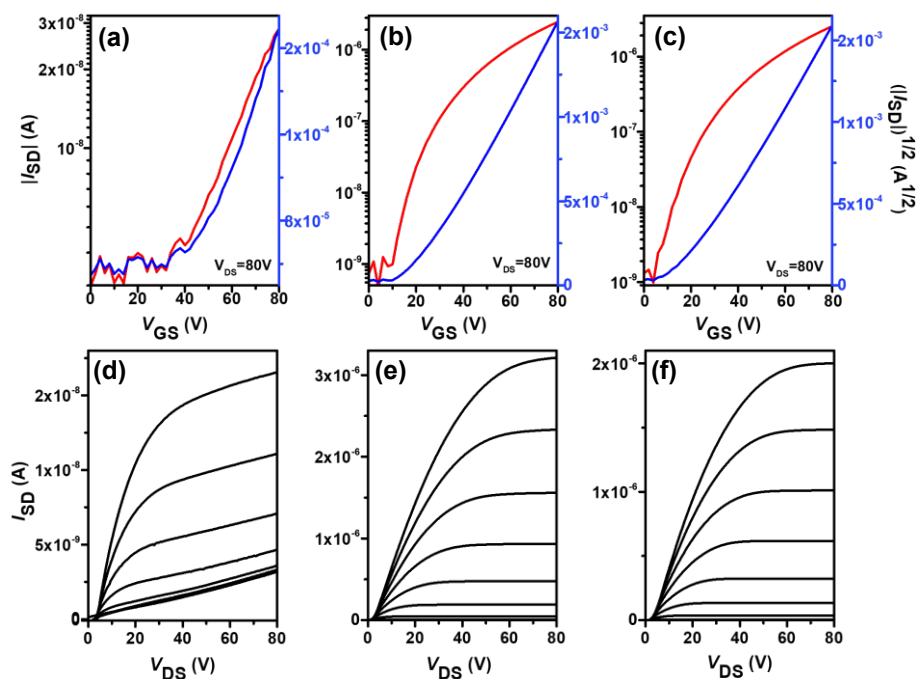 (a)
(b)
(c)
3x10⁻⁸
2x10⁻⁸
10⁻⁸
|I_SD| (A)
2x10⁻⁴
1x10⁻⁴
6x10⁻⁵
V_DS=80V
0 20 40 60 80
V_GS (V)
10⁻⁶
10⁻⁷
10⁻⁸
10⁻⁹
2x10⁻³
1x10⁻³
5x10⁻⁴
0
0 20 40 60 80
V_GS (V)
10⁻⁶
10⁻⁷
10⁻⁸
10⁻⁹
2x10⁻³
1x10⁻³
5x10⁻⁴
0
V_DS=80V
0 20 40 60 80
V_GS (V)
(|I_SD|)^1/2 (A^1/2)
(d)
(e)
(f)
2x10⁻⁸
1x10⁻⁸
5x10⁻⁹
0
I_SD (A)
0 20 40 60 80
V_DS (V)
3x10⁻⁶
2x10⁻⁶
1x10⁻⁶
0
0 20 40 60 80
V_DS (V)
2x10⁻⁶
1x10⁻⁶
0
0 20 40 60 80
V_DS (V)